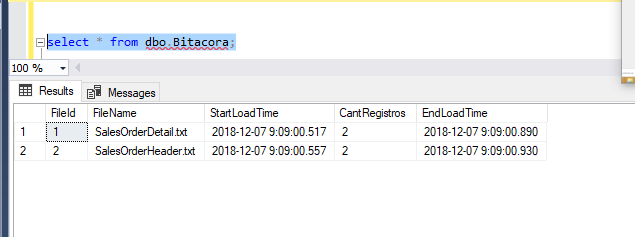 select * from dbo.Bitacora;
100 %
Results Messages
FileId FileName StartLoadTime CantRegistros EndLoadTime
1 1 SalesOrderDetail.txt 2018-12-07 9:09:00.517 2 2018-12-07 9:09:00.890
2 2 SalesOrderHeader.txt 2018-12-07 9:09:00.557 2 2018-12-07 9:09:00.930